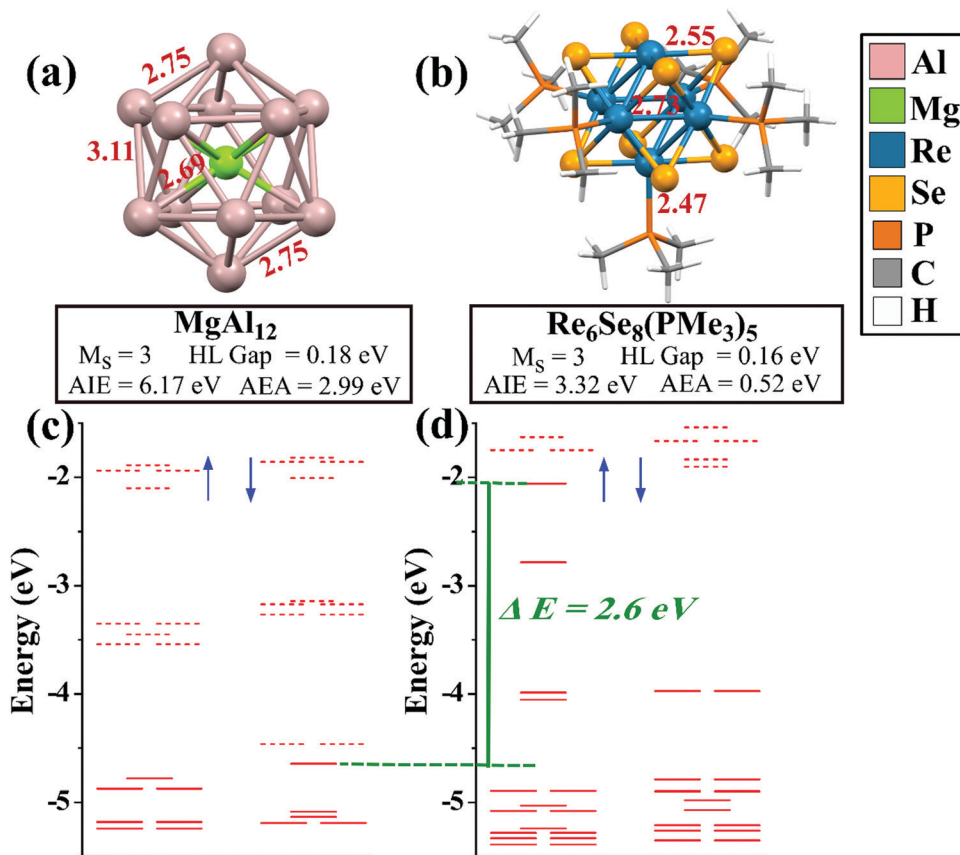 (a)
2.75
3.11
2.69
2.75
(b)
2.55
2.73
2.47
Al
Mg
Re
Se
P
C
H
MgAl₁₂
M_S = 3 HL Gap = 0.18 eV
AIE = 6.17 eV AEA = 2.99 eV
Re₆Se₈(PMe₃)₅
M_S = 3 HL Gap = 0.16 eV
AIE = 3.32 eV AEA = 0.52 eV
(c)
Energy (eV)
-2
-3
-4
-5
(d)
Energy (eV)
-2
-3
-4
-5
Δ E = 2.6 eV